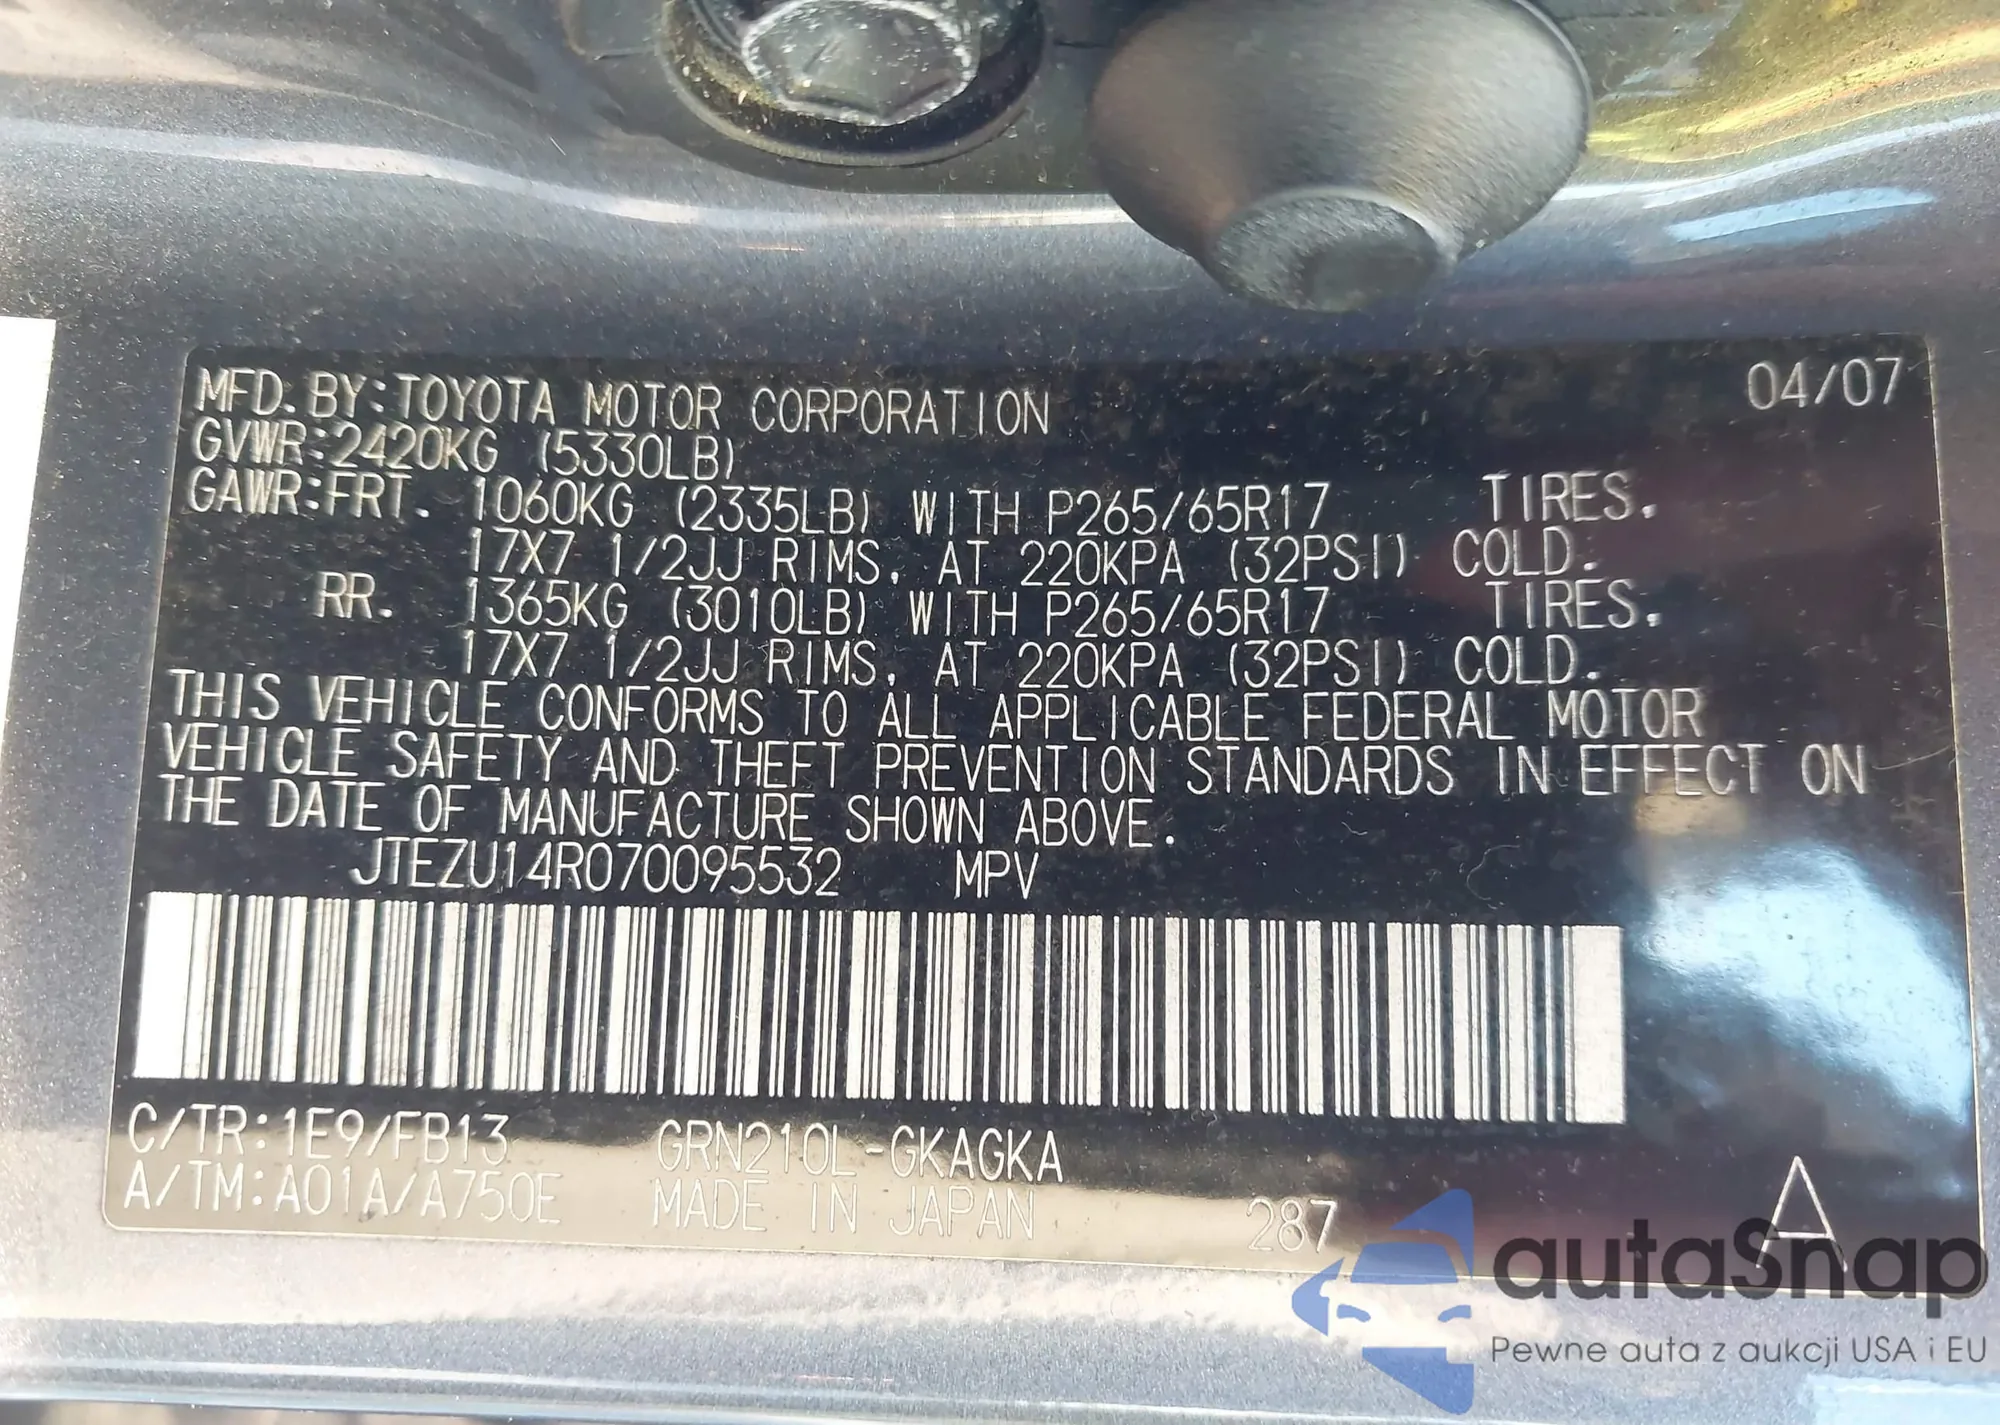 MFD. BY:TOYOTA MOTOR CORPORATION 04/07
GVWR:2420KG (5330LB)
GAWR:FRT. 1060KG (2335LB) WITH P265/65R17 TIRES.
17X7 1/2JJ RIMS, AT 220KPA (32PSI) COLD.
RR. 1365KG (3010LB) WITH P265/65R17 TIRES.
17X7 1/2JJ RIMS, AT 220KPA (32PSI) COLD.
THIS VEHICLE CONFORMS TO ALL APPLICABLE FEDERAL MOTOR
VEHICLE SAFETY AND THEFT PREVENTION STANDARDS IN EFFECT ON
THE DATE OF MANUFACTURE SHOWN ABOVE.
JTEZU14R070095532 MPV
C/TR:1E9/FB13 GRN210L-GKAGKA
A/TM:A01A/A750E MADE IN JAPAN 287 A
autaSnap
Pewne auta z aukcji USA i EU